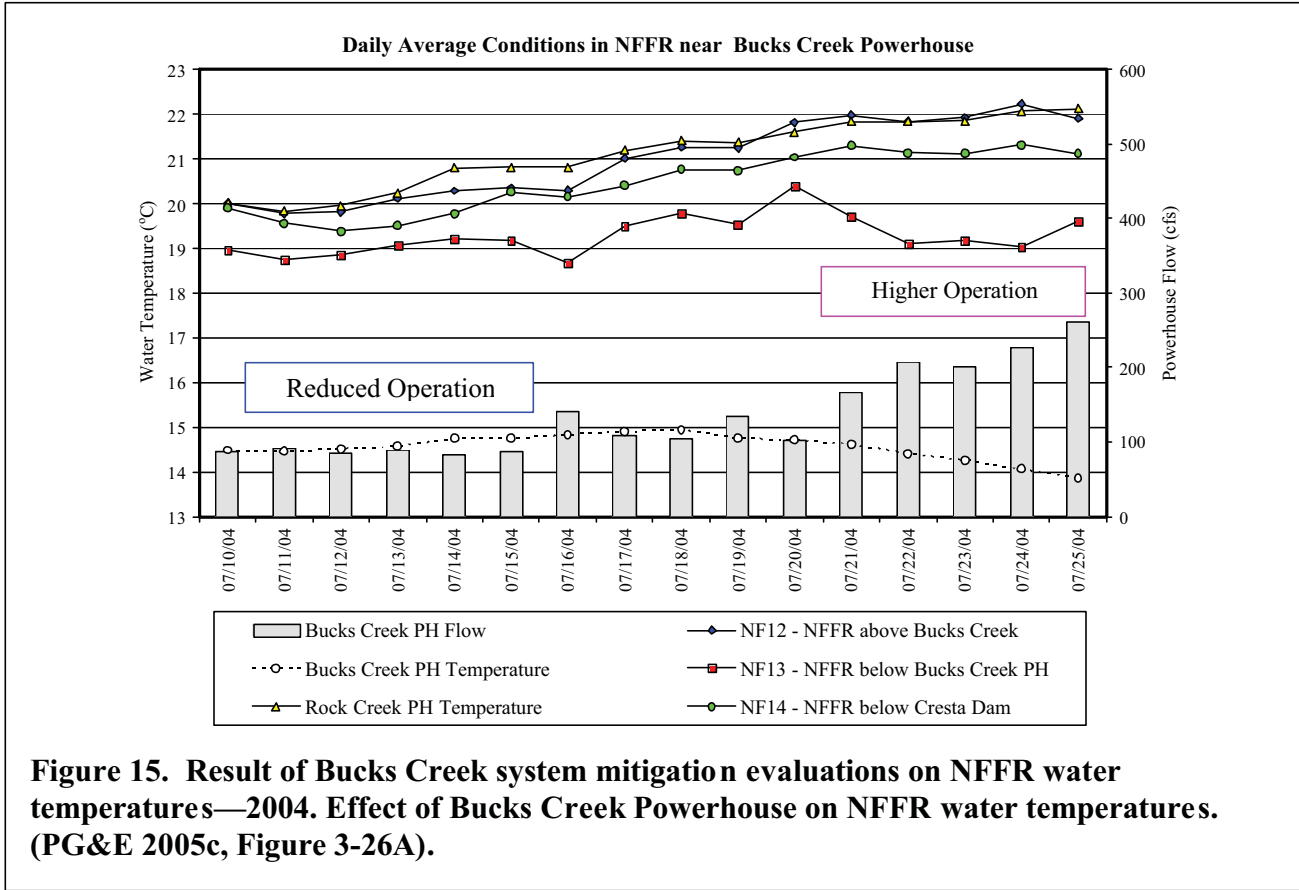 Daily Average Conditions in NFFR near Bucks Creek Powerhouse
23
22
21
20
19
18
17
16
15
14
13
Water Temperature (°C)
600
500
400
300
200
100
0
Powerhouse Flow (cfs)
Higher Operation
Reduced Operation
07/10/04
07/11/04
07/12/04
07/13/04
07/14/04
07/15/04
07/16/04
07/17/04
07/18/04
07/19/04
07/20/04
07/21/04
07/22/04
07/23/04
07/24/04
07/25/04
Bucks Creek PH Flow
NF12 - NFFR above Bucks Creek
Bucks Creek PH Temperature
NF13 - NFFR below Bucks Creek PH
Rock Creek PH Temperature
NF14 - NFFR below Cresta Dam
Figure 15. Result of Bucks Creek system mitigation evaluations on NFFR water
temperatures—2004. Effect of Bucks Creek Powerhouse on NFFR water temperatures.
(PG&E 2005c, Figure 3-26A).